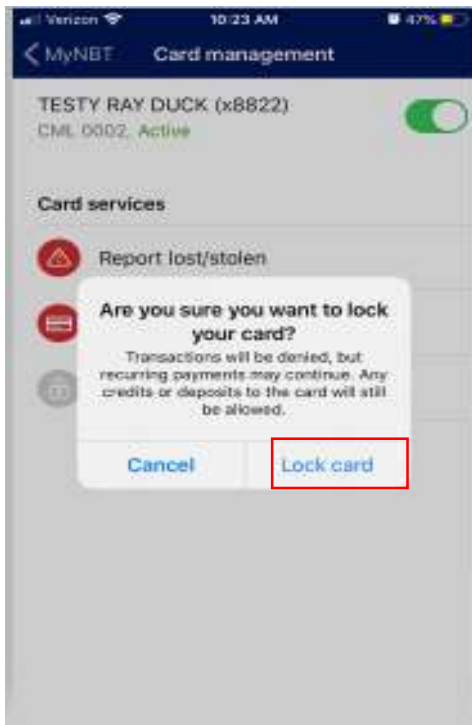 Verizon 10:23 AM 47%
MyNBT Card management
TESTY RAY DUCK (x8822)
CML 0002, Active
Card services
Report lost/stolen
Are you sure you want to lock
your card?
Transactions will be denied, but
recurring payments may continue. Any
credits or deposits to the card will still
be allowed.
Cancel Lock card